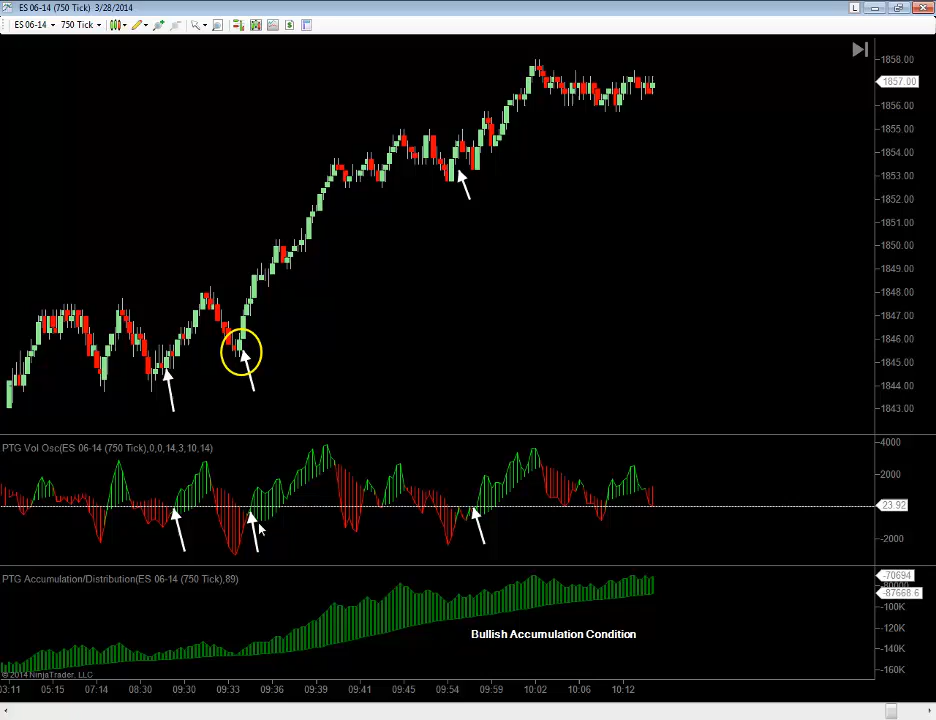 ES 06-14 (750 Tick) 3/28/2014
L
ES 06-14 750 Tick
$
1858.00
1857.00
1856.00
1855.00
1854.00
1853.00
1852.00
1851.00
1850.00
1849.00
1848.00
1847.00
1846.00
1845.00
1844.00
1843.00
PTG Vol Osc(ES 06-14 (750 Tick),0,0,14,3,10,14)
4000
2000
23.92
-2000
PTG Accumulation/Distribution(ES 06-14 (750 Tick),89)
-70694
-87668.6
-100K
Bullish Accumulation Condition
-120K
-140K
-160K
© 2014 NinjaTrader, LLC
03:11 05:15 07:14 08:30 09:30 09:33 09:36 09:39 09:41 09:45 09:54 09:59 10:02 10:06 10:12